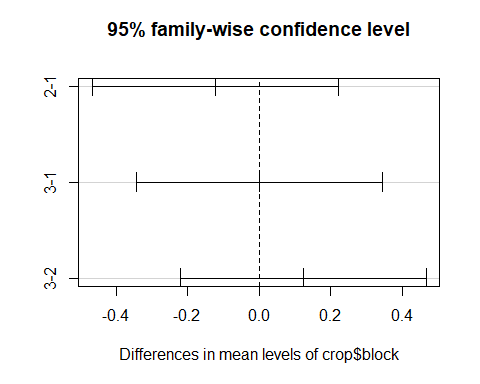 95% family-wise confidence level
2-1
3-1
3-2
-0.4 -0.2 0.0 0.2 0.4
Differences in mean levels of crop$block